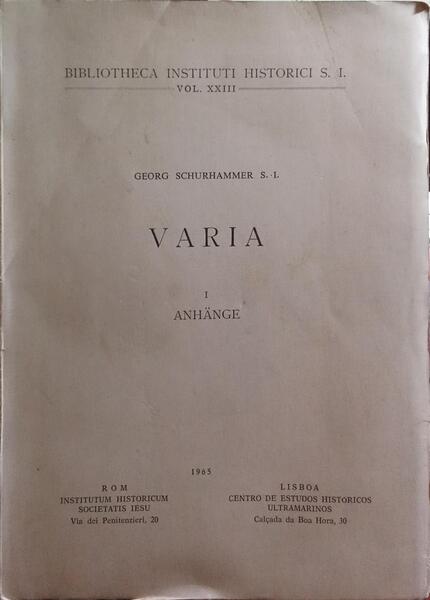 BIBLIOTHECA INSTITUTI HISTORICI S. I.
VOL. XXIII
GEORG SCHURHAMMER S. I.
VARIA
I
ANHÄNGE
1965
ROM
INSTITUTUM HISTORICUM
SOCIETATIS IESU
Via dei Penitenzieri, 20
LISBOA
CENTRO DE ESTUDOS HISTORICOS
ULTRAMARINOS
Calçada da Boa Hora, 30